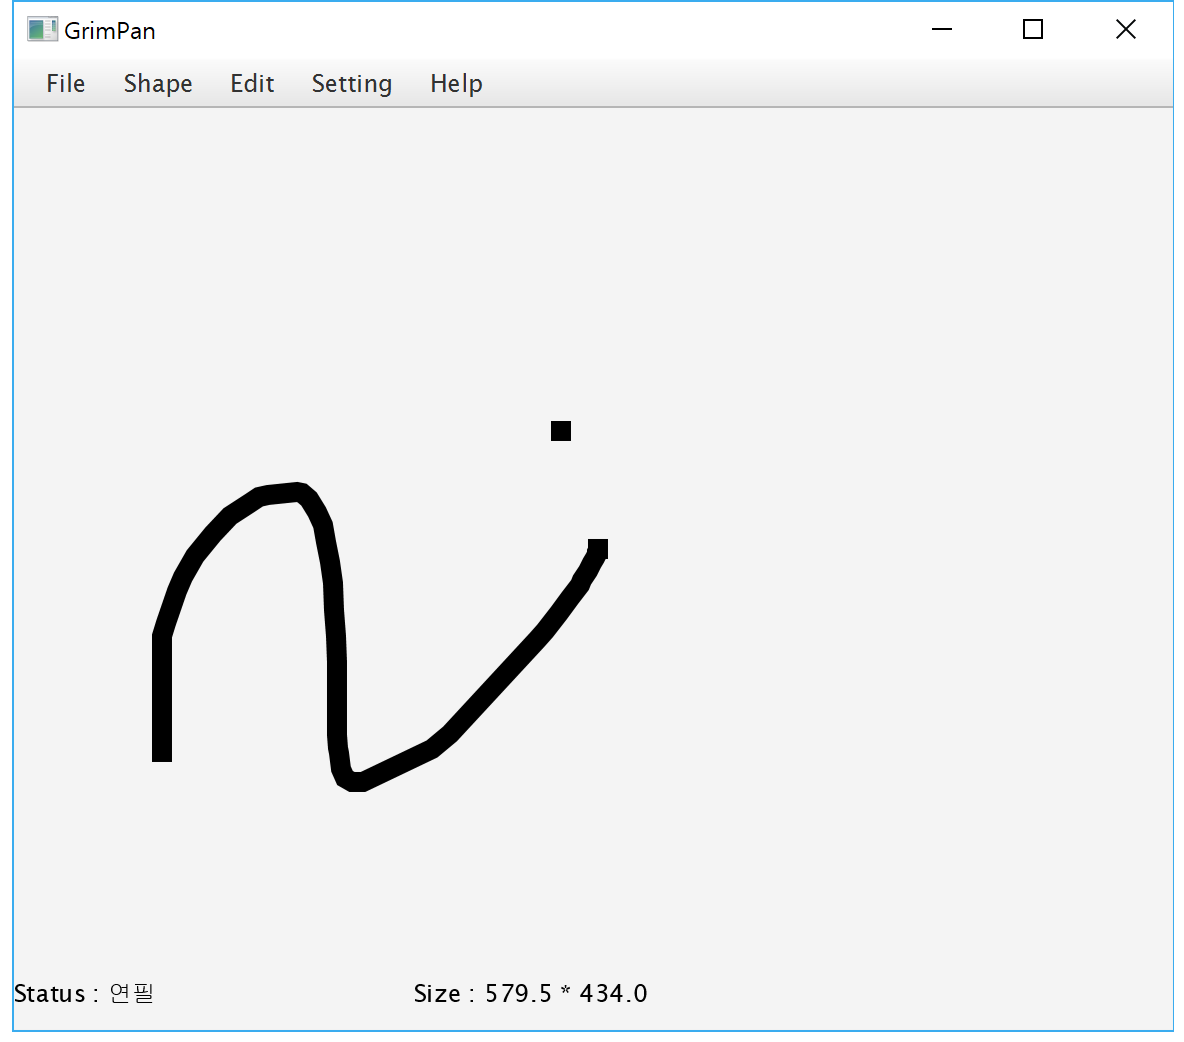 GrimPan
File Shape Edit Setting Help
Status : 연필 Size : 579.5 * 434.0